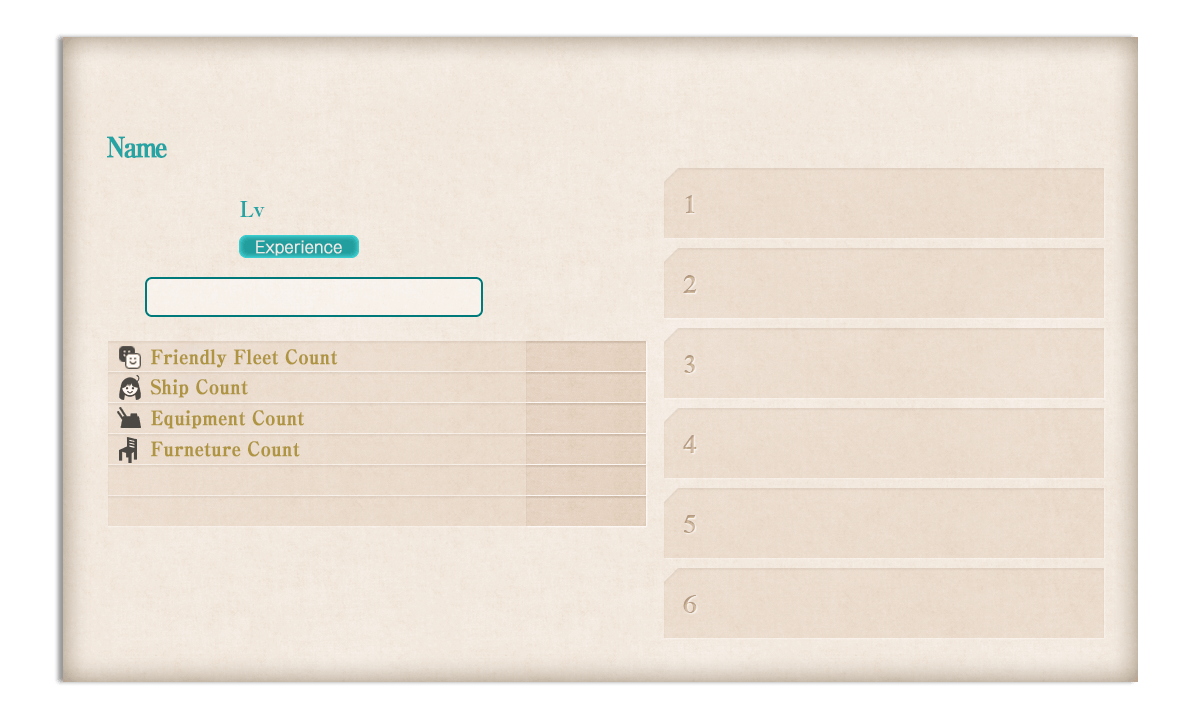 Name
Lv
Experience
Friendly Fleet Count
Ship Count
Equipment Count
Furneture Count
1
2
3
4
5
6